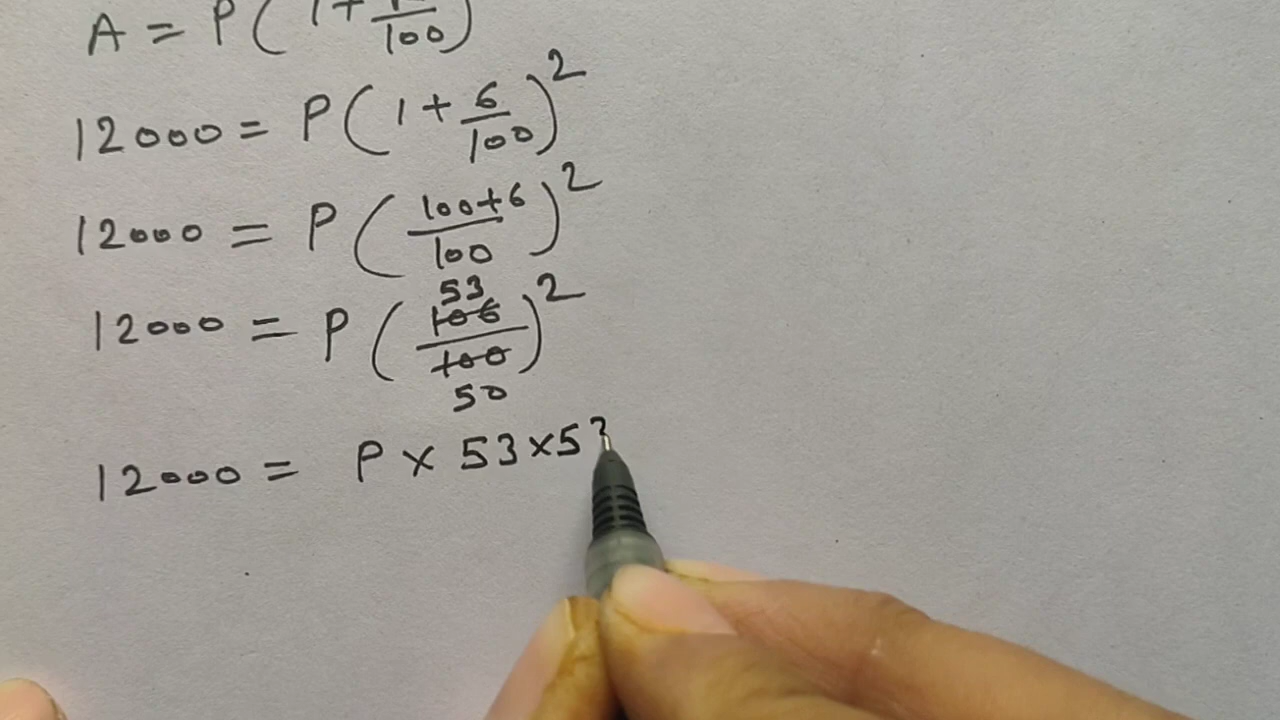 A = P(1+ /100)
12000 = P(1+6/100)^2
12000 = P(100+6/100)^2
53
12000 = P(106/100)^2
50
12000 = P × 53×53